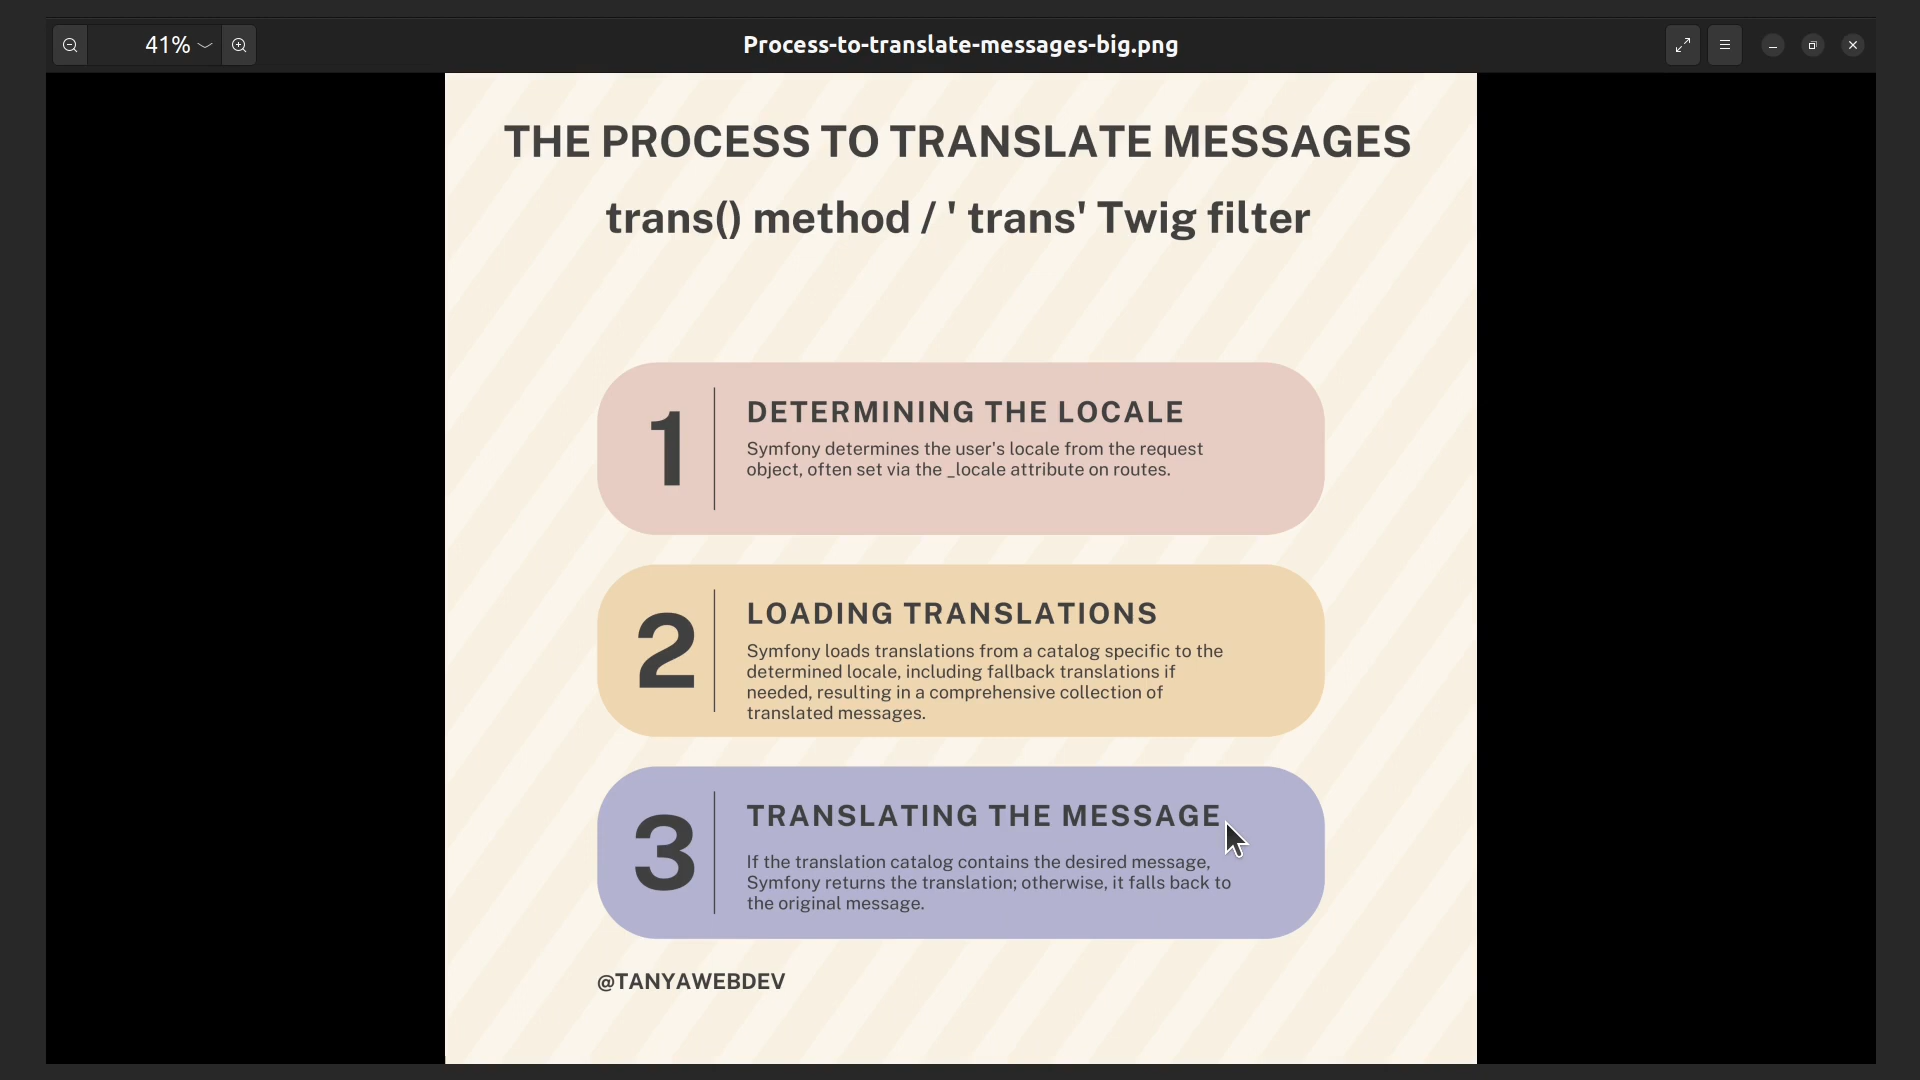 41%
Process-to-translate-messages-big.png
THE PROCESS TO TRANSLATE MESSAGES
trans() method / ' trans' Twig filter
1
DETERMINING THE LOCALE
Symfony determines the user's locale from the request
object, often set via the _locale attribute on routes.
2
LOADING TRANSLATIONS
Symfony loads translations from a catalog specific to the
determined locale, including fallback translations if
needed, resulting in a comprehensive collection of
translated messages.
3
TRANSLATING THE MESSAGE
If the translation catalog contains the desired message,
Symfony returns the translation; otherwise, it falls back to
the original message.
@TANYAWEBDEV